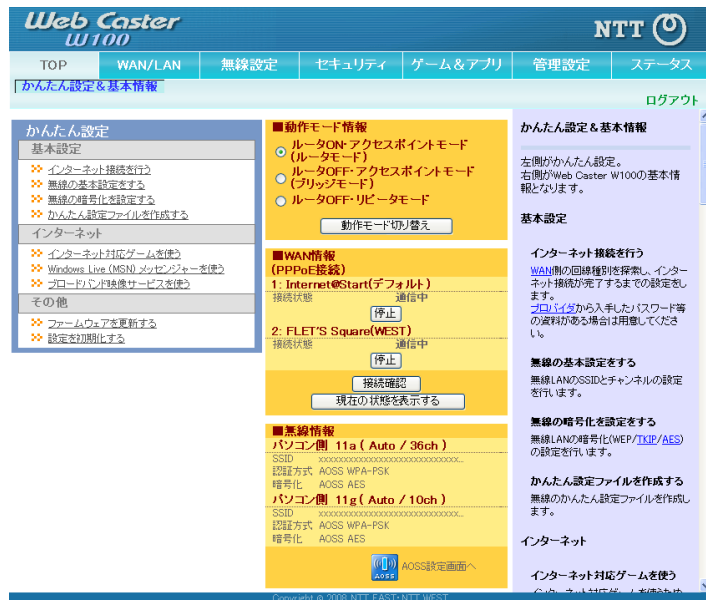 Web Caster
W100
NTT
TOP
WAN/LAN
無線設定
セキュリティ
ゲーム＆アプリ
管理設定
ステータス
かんたん設定&基本情報
ログアウト
かんたん設定
基本設定
インターネット接続を行う
無線の基本設定をする
無線の暗号化を設定する
かんたん設定ファイルを作成する
インターネット
インターネット対応ゲームを使う
Windows Live (MSN) メッセンジャーを使う
ブロードバンド映像サービスを使う
その他
ファームウェアを更新する
設定を初期化する
■動作モード情報
ルータON・アクセスポイントモード
(ルータモード)
ルータOFF・アクセスポイントモード
(ブリッジモード)
ルータOFF・リピータモード
動作モード切り替え
■WAN情報
(PPPoE接続)
1: Internet@Start(デフォルト)
接続状態 通信中
停止
2: FLET'S Square(WEST)
接続状態 通信中
停止
接続確認
現在の状態を表示する
■無線情報
パソコン側 11a ( Auto / 36ch )
SSID xxxxxxxxxxxxxxxxxxxxxxxxxxxxx...
認証方式 AOSS WPA-PSK
暗号化 AOSS AES
パソコン側 11g ( Auto / 10ch )
SSID xxxxxxxxxxxxxxxxxxxxxxxxxxxxx...
認証方式 AOSS WPA-PSK
暗号化 AOSS AES
AOSS
AOSS設定画面へ
かんたん設定＆基本情報
左側がかんたん設定。
右側がWeb Caster W100の基本情
報となります。
基本設定
インターネット接続を行う
WAN側の回線種別を探索し、インター
ネット接続が完了するまでの設定をし
ます。
プロバイダから入手したパスワード等
の資料がある場合は用意してくださ
い。
無線の基本設定をする
無線LANのSSIDとチャンネルの設定
を行います。
無線の暗号化を設定する
無線LANの暗号化(WEP/TKIP/AES)
の設定を行います。
かんたん設定ファイルを作成する
無線のかんたん設定ファイルを作成し
ます。
インターネット
インターネット対応ゲームを使う
Copyright © 2008 NTT EAST・NTT WEST